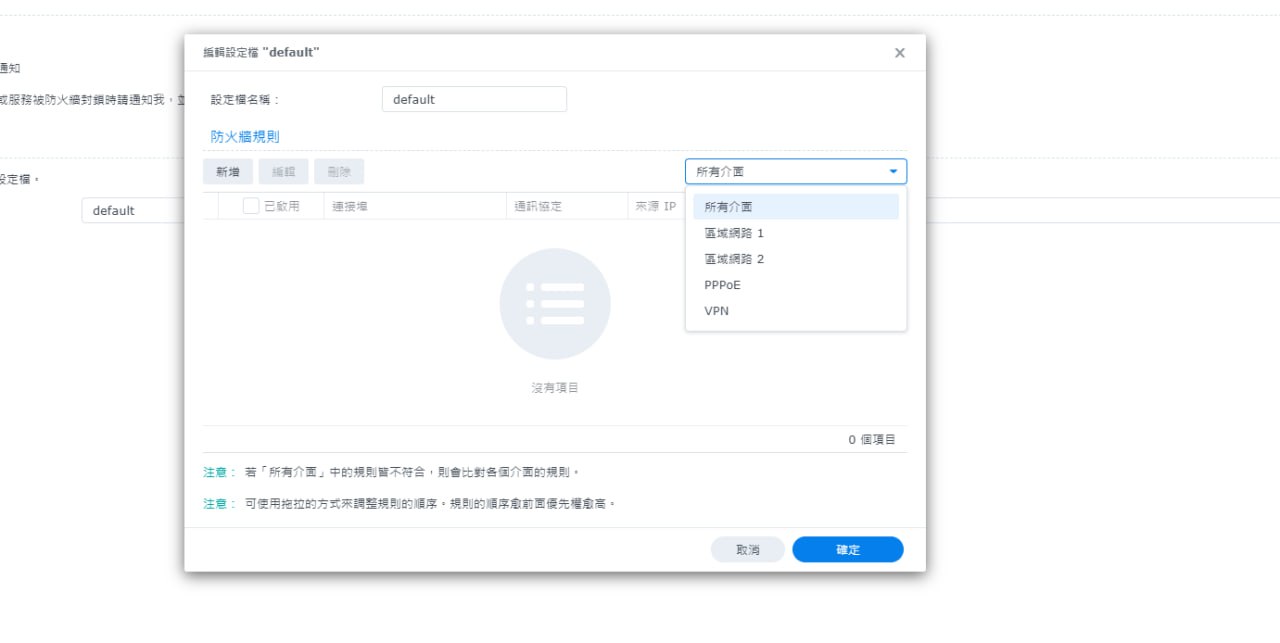 編輯設定檔 "default"
通知
設定檔名稱：
default
或服務被防火牆封鎖時請通知我，並
防火牆規則
新增
編輯
刪除
所有介面
設定檔。
已啟用
連接埠
通訊協定
來源 IP
default
所有介面
區域網路 1
區域網路 2
PPPoE
VPN
沒有項目
0 個項目
注意： 若「所有介面」中的規則皆不符合，則會比對各個介面的規則。
注意： 可使用拖拉的方式來調整規則的順序。規則的順序愈前面優先權愈高。
取消
確定